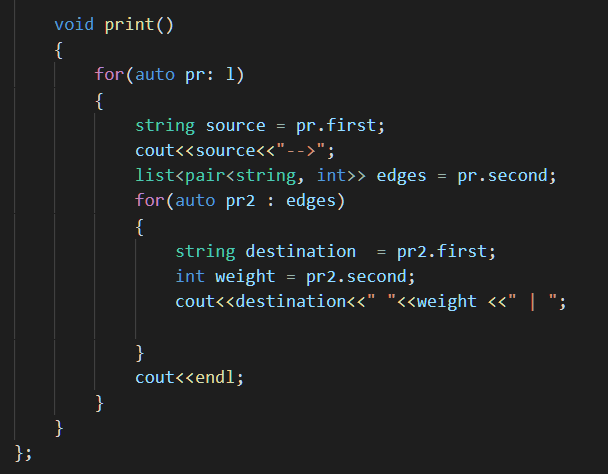 void print()
{
for(auto pr: l)
{
string source = pr.first;
cout<<source<<"-->";
list<pair<string, int>> edges = pr.second;
for(auto pr2 : edges)
{
string destination  = pr2.first;
int weight = pr2.second;
cout<<destination<<" "<<weight <<" | ";
}
cout<<endl;
}
}
};